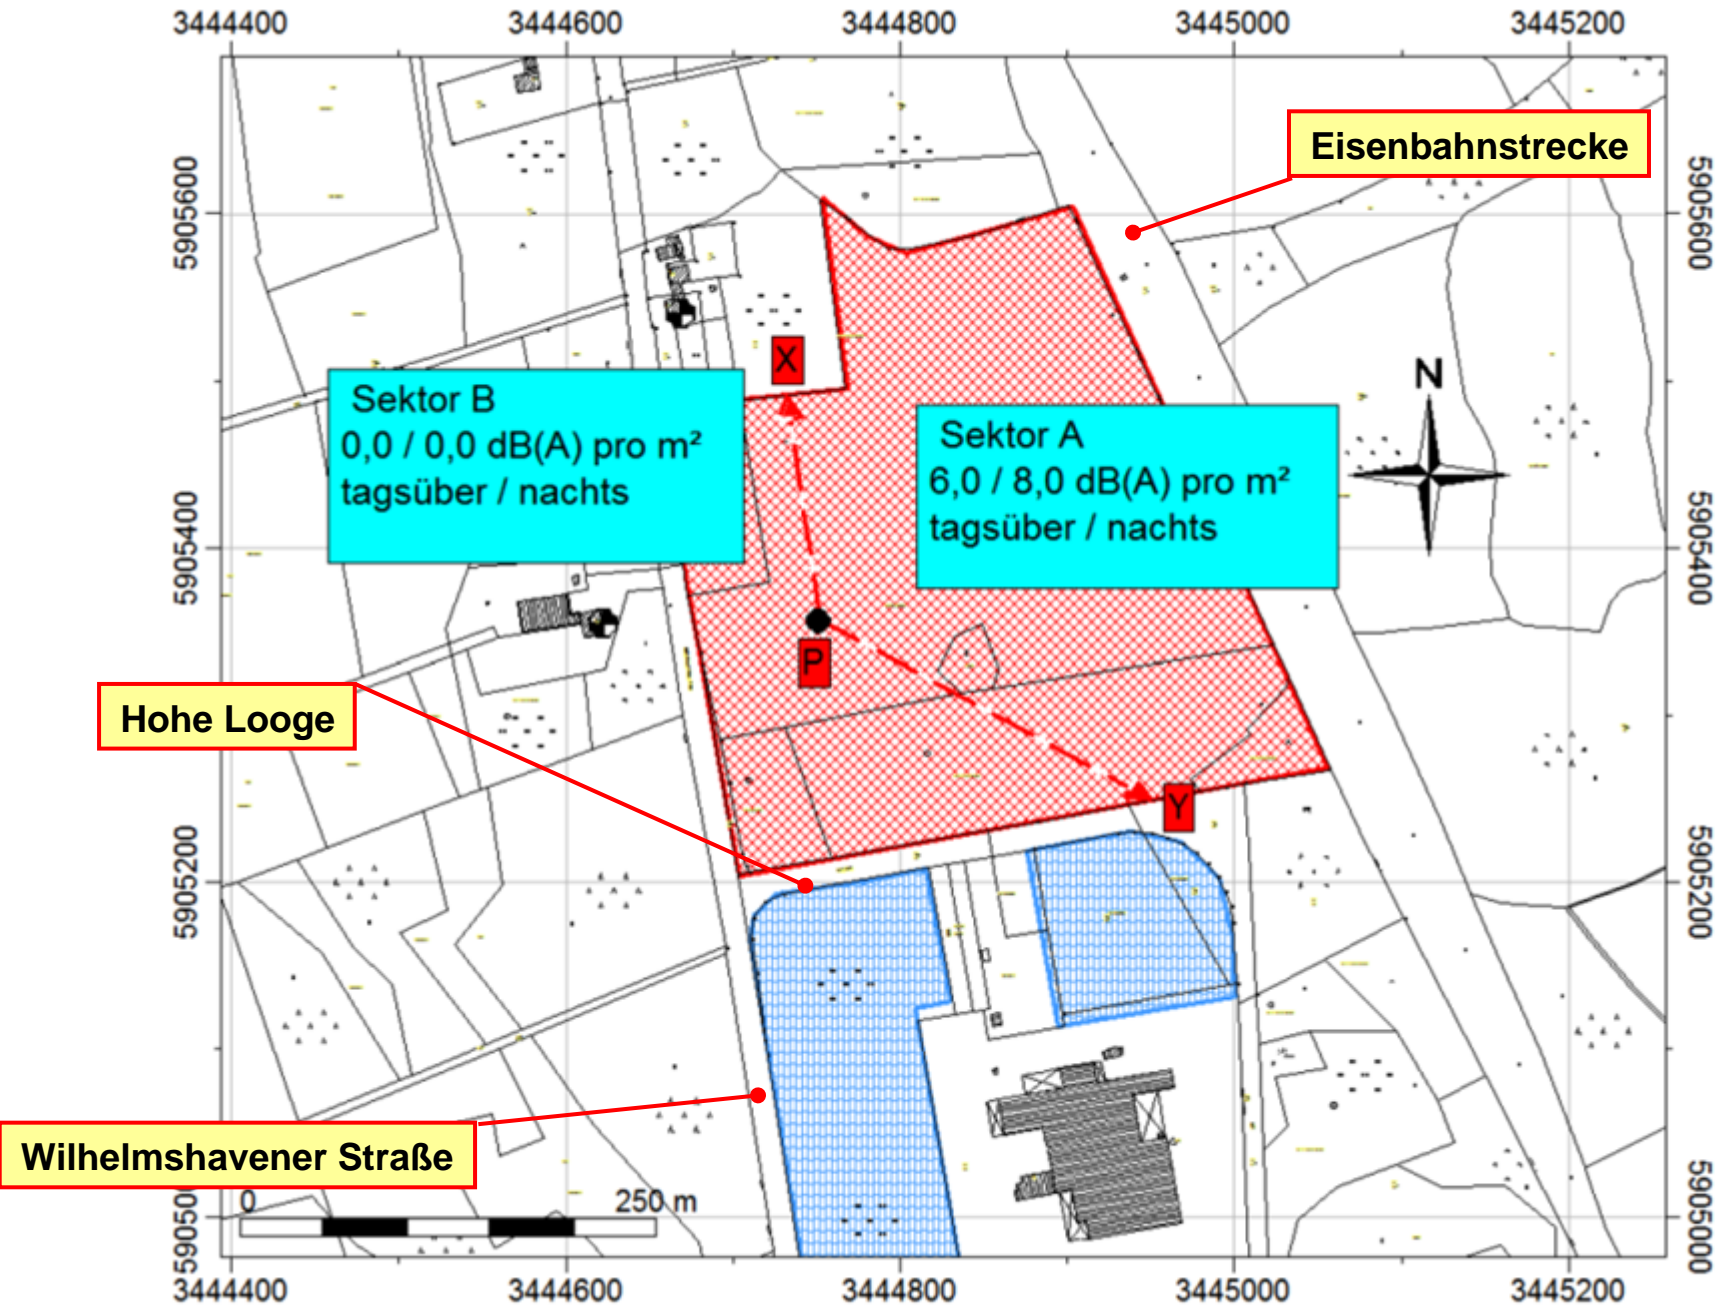 3444400 3444600 3444800 3445000 3445200
Eisenbahnstrecke
5905600
5905600
X
N
Sektor B
0,0 / 0,0 dB(A) pro m²
tagsüber / nachts
Sektor A
6,0 / 8,0 dB(A) pro m²
tagsüber / nachts
5905400
5905400
P
Hohe Looge
Y
5905200
5905200
Wilhelmshavener Straße
0 250 m
5905000
3444400 3444600 3444800 3445000 3445200